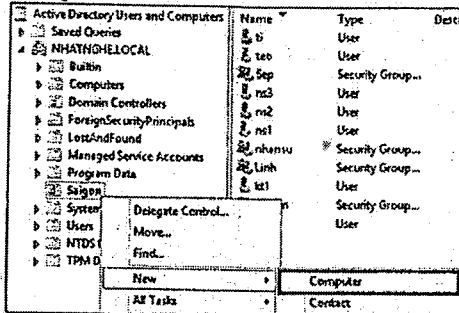 Active Directory Users and Computers
Saved Queries
NHATNGHE.LOCAL
Builtin
Computers
Domain Controllers
ForeignSecurityPrincipals
LostAndFound
Managed Service Accounts
Program Data
Saigon
System
Users
NTDS
TPM D
Delegate Control...
Move...
Find...
New
All Tasks
Computer
Contact
Name Type Desc
ti User
teo User
Sep Security Group...
ns3 User
ns2 User
ns1 User
nhansu Security Group...
Linh Security Group...
kt1 User
Security Group...
User